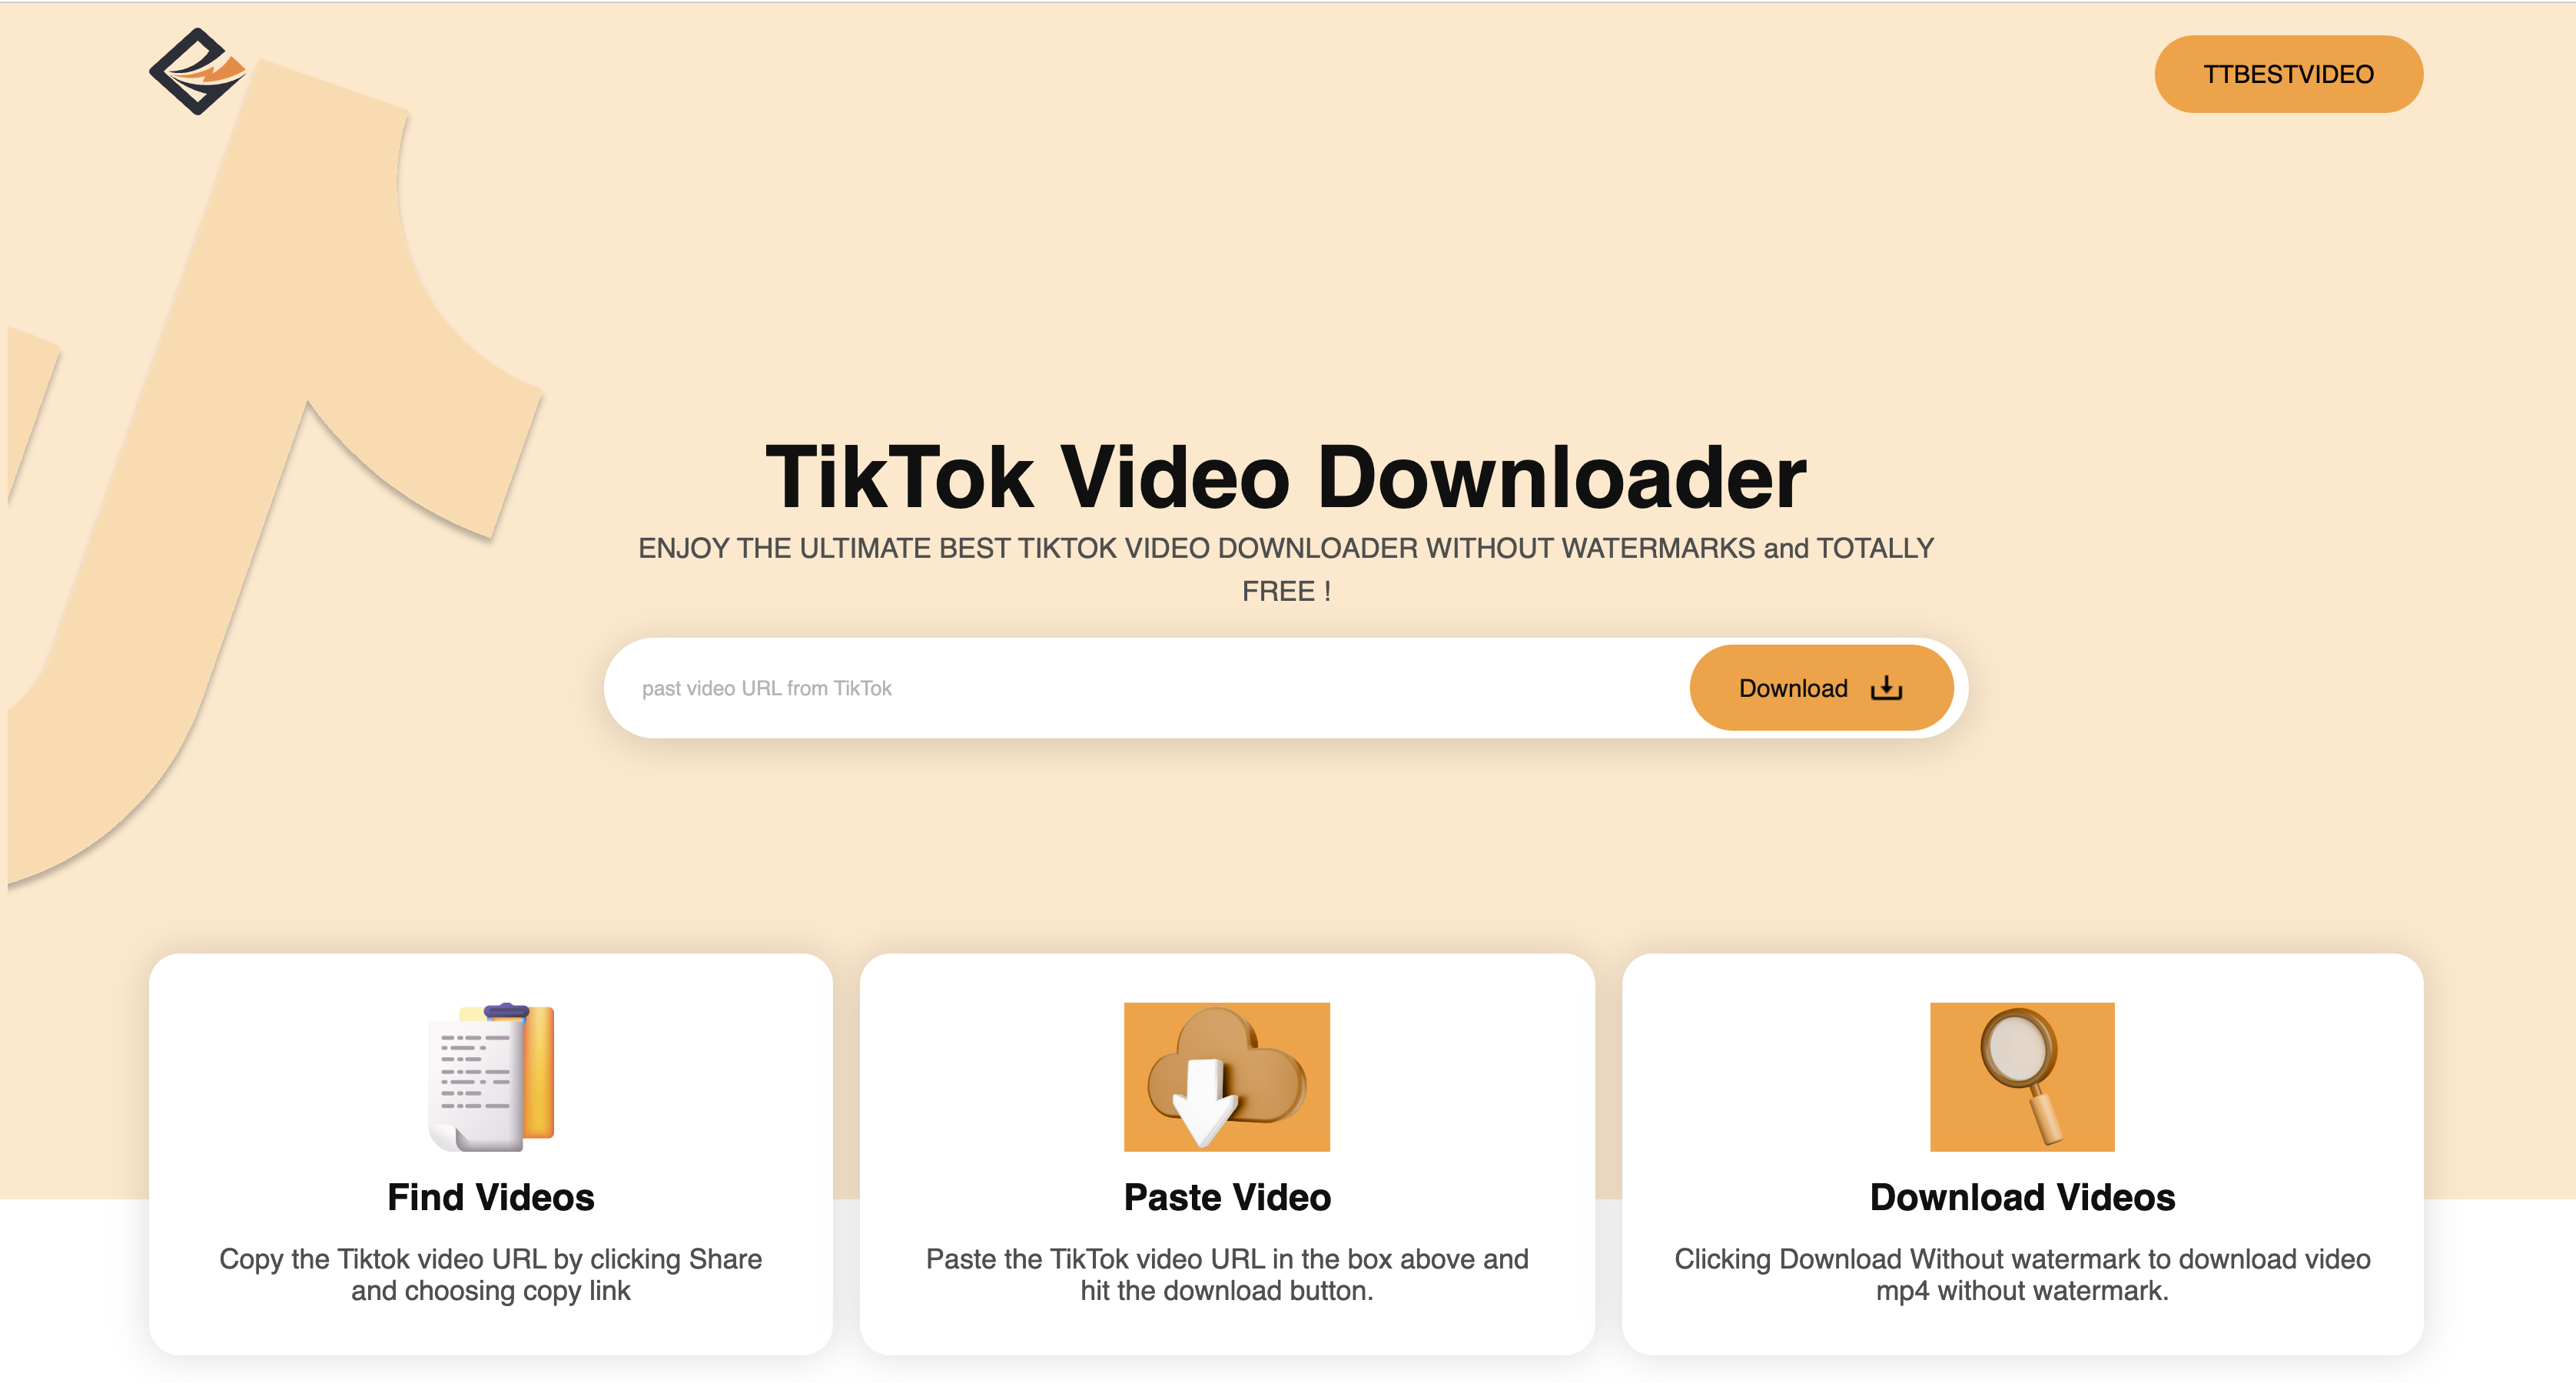 TTBESTVIDEO
TikTok Video Downloader
ENJOY THE ULTIMATE BEST TIKTOK VIDEO DOWNLOADER WITHOUT WATERMARKS and TOTALLY
FREE !
past video URL from TikTok
Download
Find Videos
Copy the Tiktok video URL by clicking Share
and choosing copy link
Paste Video
Paste the TikTok video URL in the box above and
hit the download button.
Download Videos
Clicking Download Without watermark to download video
mp4 without watermark.